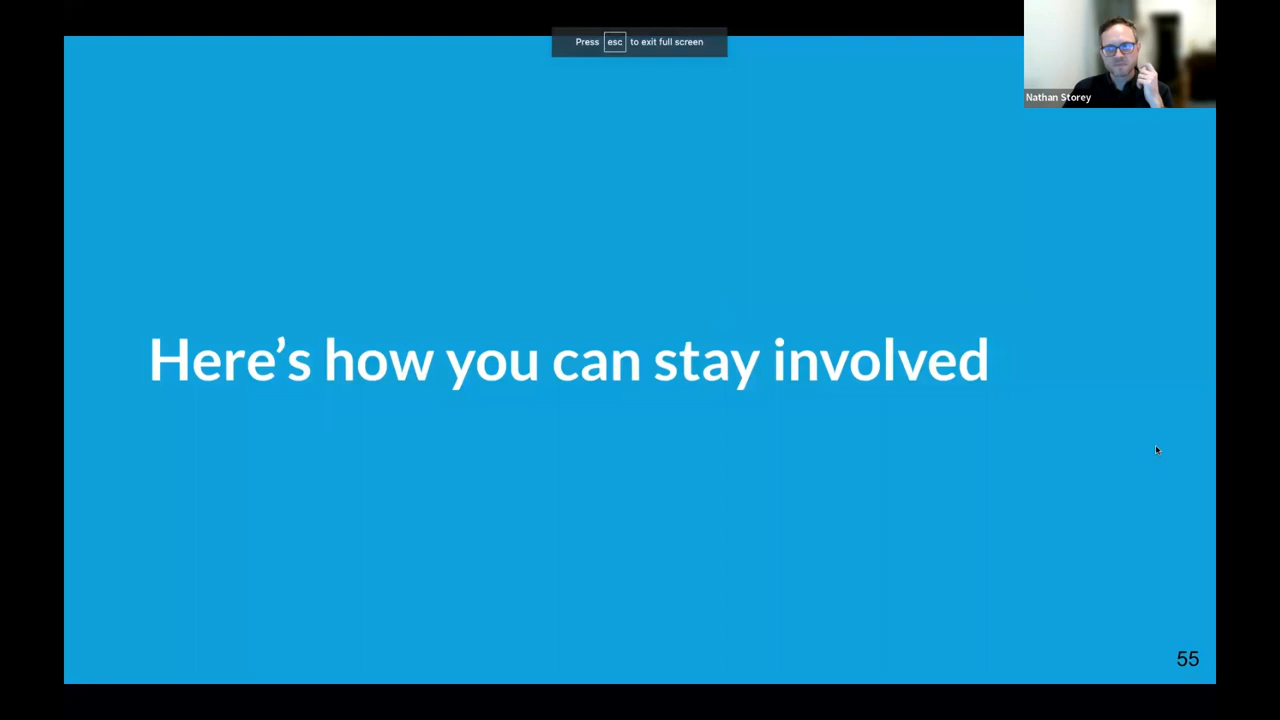 Press esc to exit full screen
Nathan Storey
Here’s how you can stay involved
55